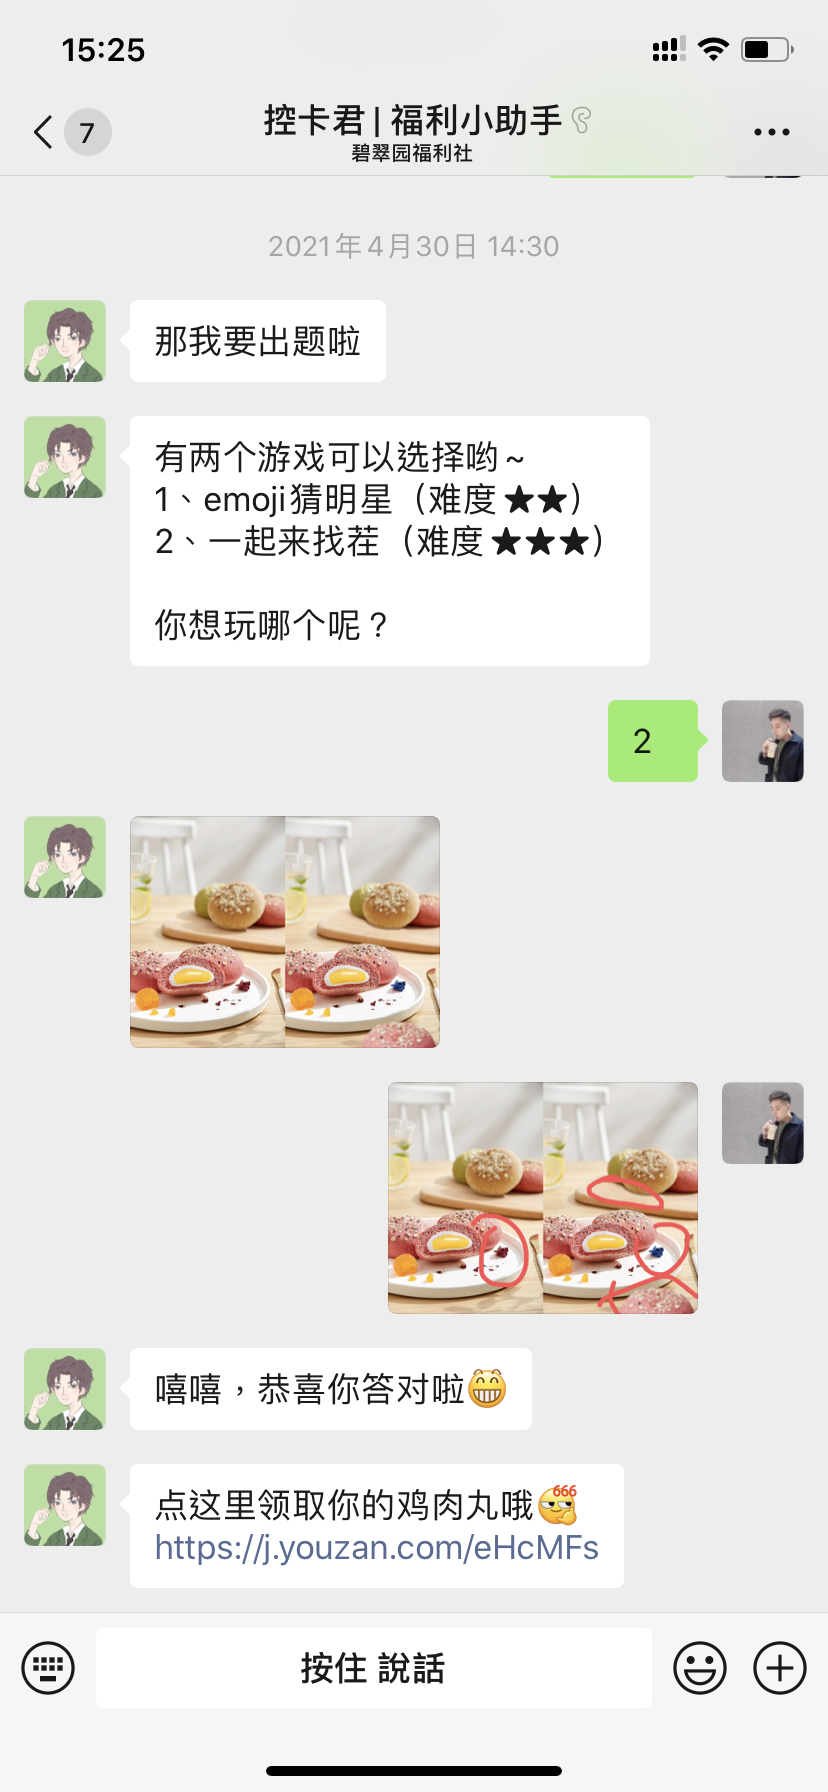 15:25
7
控卡君 | 福利小助手
碧翠园福利社
2021年4月30日 14:30
那我要出题啦
有两个游戏可以选择哟~
1、emoji猜明星（难度★★）
2、一起来找茬（难度★★★）
你想玩哪个呢？
2
嘻嘻，恭喜你答对啦😁
点这里领取你的鸡肉丸哦
666
https://j.youzan.com/eHcMFs
按住 說話